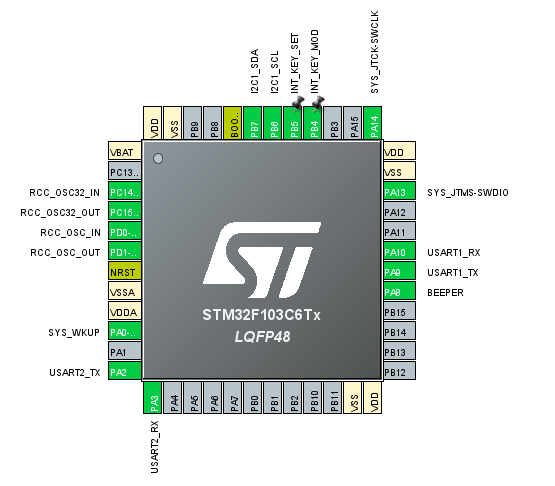 I2C1_SDA
I2C1_SCL
INT_KEY_SET
INT_KEY_MOD
SYS_JTCK-SWCLK
VDD
VSS
PB9
PB8
BOO..
PB7
PB6
PB5
PB4
PB3
PA15
PA14
VBAT
PC13..
RCC_OSC32_IN PC14..
RCC_OSC32_OUT PC15..
RCC_OSC_IN PD0-..
RCC_OSC_OUT PD1-..
NRST
VSSA
VDDA
SYS_WKUP PA0-..
PA1
USART2_TX PA2
ST
STM32F103C6Tx
LQFP48
VDD
VSS
PA13 SYS_JTMS-SWDIO
PA12
PA11
PA10 USART1_RX
PA9 USART1_TX
PA8 BEEPER
PB15
PB14
PB13
PB12
PA3
PA4
PA5
PA6
PA7
PB0
PB1
PB2
PB10
PB11
VSS
VDD
USART2_RX